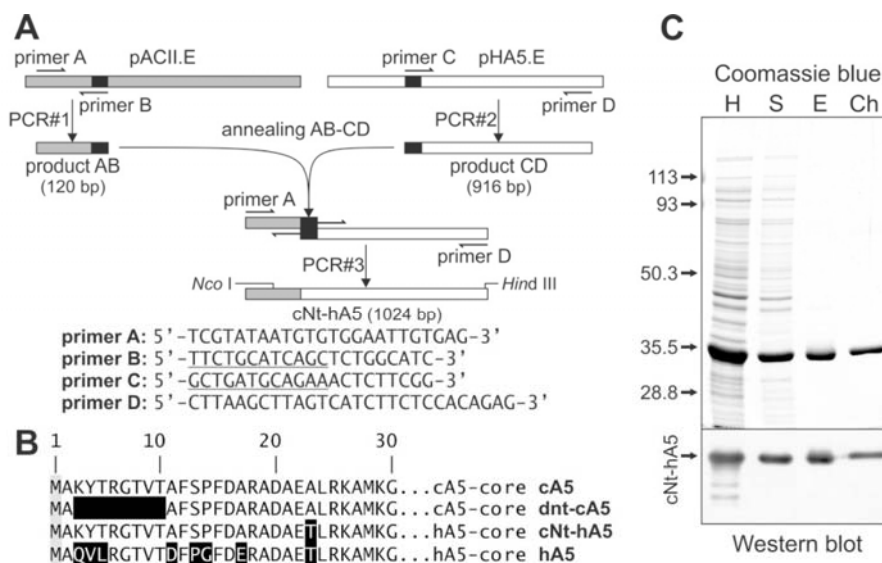 A
primer A
pACII.E
primer C
pHA5.E
primer B
primer D
PCR#1
annealing AB-CD
PCR#2
product AB
(120 bp)
product CD
(916 bp)
primer A
primer D
PCR#3
Nco I
Hind III
cNt-hA5 (1024 bp)
primer A: 5’-TCGTATAATGTGTGGAATTGTGAG-3’
primer B: 5’-TTCTGCATCAGCTCTGGCATC-3’
primer C: 5’-GCTGATGCAGAAACTCTTCGG-3’
primer D: 5’-CTTAAGCTTAGTCATCTTCTCCACAGAG-3’
B
1 10 20 30
MAKYTRGTVTAFSPFDARADAEALRKAMKG...cA5-core cA5
MA AFSPFDARADAEALRKAMKG...cA5-core dnt-cA5
MAKYTRGTVTAFSPFDARADAETLRKAMKG...hA5-core cNt-hA5
MAQVLRGTVTDFPGFDERADAETLRKAMKG...hA5-core hA5
C
Coomassie blue
H S E Ch
113
93
50.3
35.5
28.8
cNt-hA5
Western blot